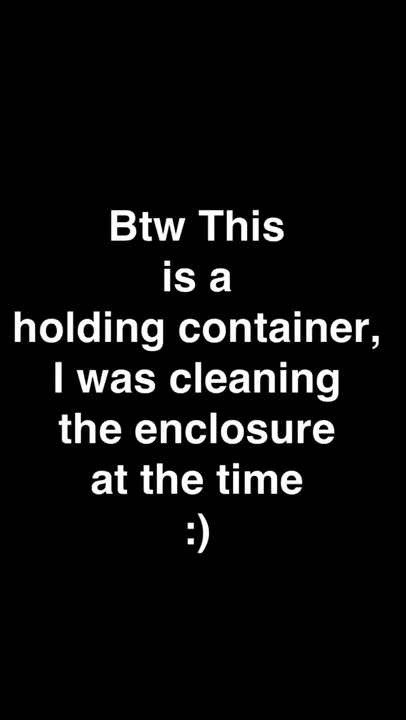 Btw This
is a
holding container,
I was cleaning
the enclosure
at the time
:)